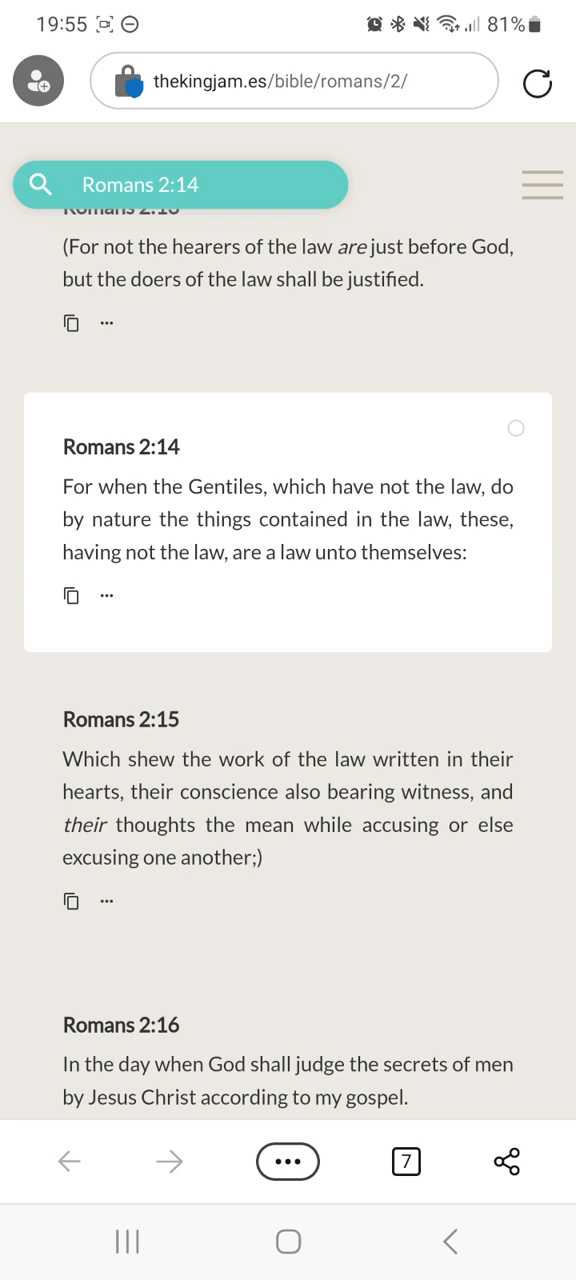 19:55
81%
thekingjam.es/bible/romans/2/
Romans 2:14
Romans 2:13
(For not the hearers of the law are just before God,
but the doers of the law shall be justified.
Romans 2:14
For when the Gentiles, which have not the law, do
by nature the things contained in the law, these,
having not the law, are a law unto themselves:
Romans 2:15
Which shew the work of the law written in their
hearts, their conscience also bearing witness, and
their thoughts the mean while accusing or else
excusing one another;)
Romans 2:16
In the day when God shall judge the secrets of men
by Jesus Christ according to my gospel.
7